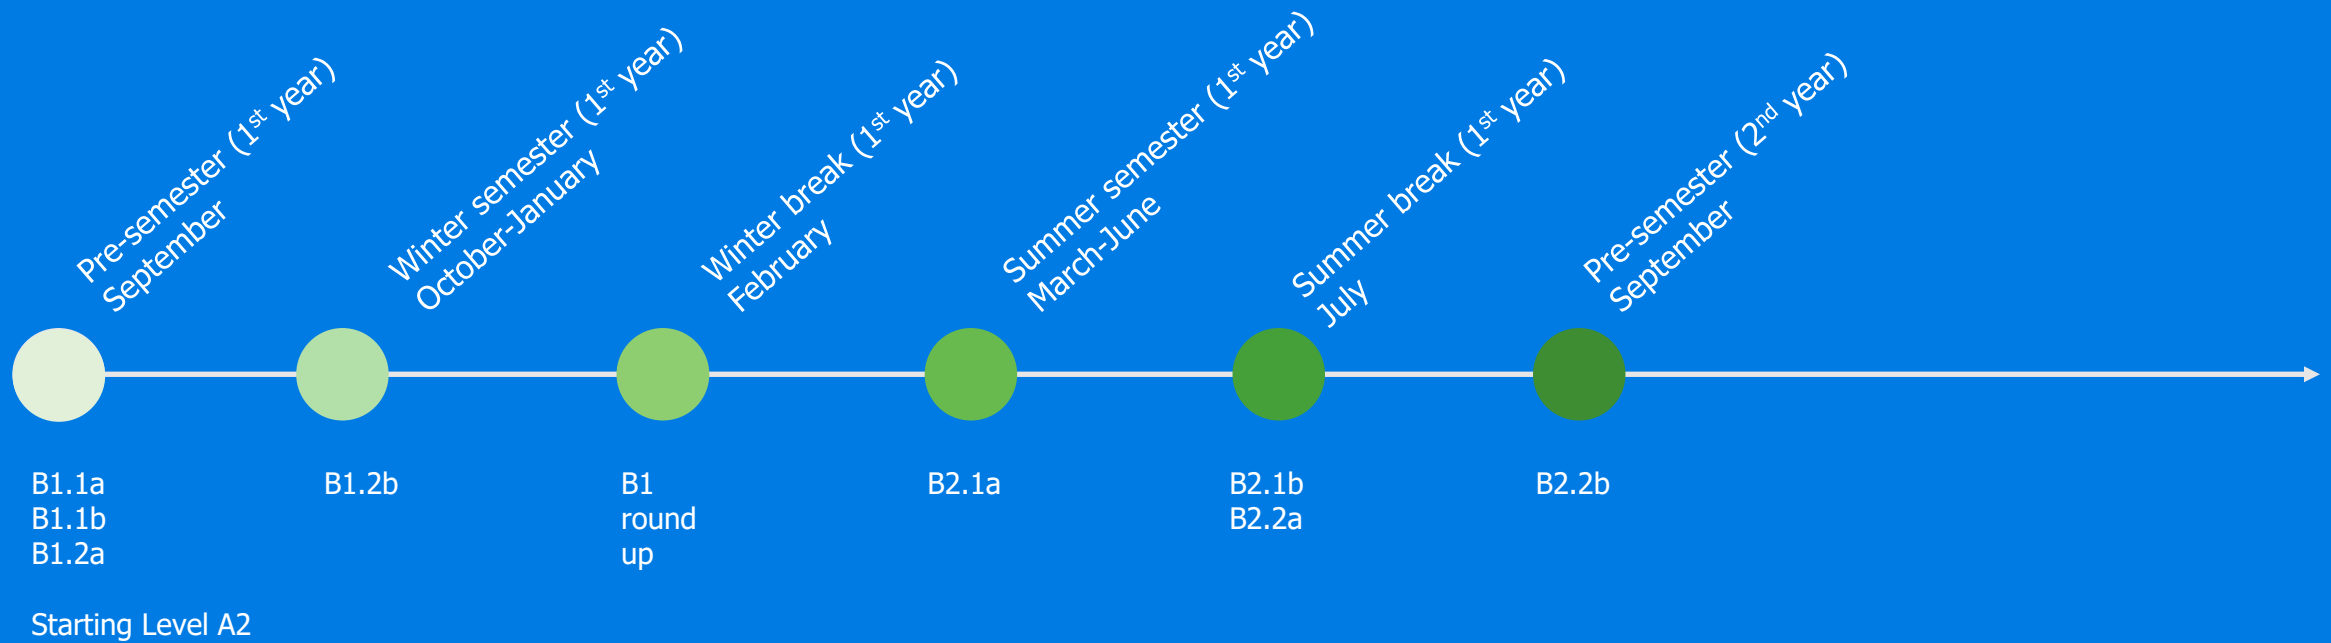 Pre-semester (1st year)
September
Winter semester (1st year)
October-January
Winter break (1st year)
February
Summer semester (1st year)
March-June
Summer break (1st year)
July
Pre-semester (2nd year)
September
B1.1a
B1.1b
B1.2a
Starting Level A2
B1.2b
B1
round
up
B2.1a
B2.1b
B2.2a
B2.2b